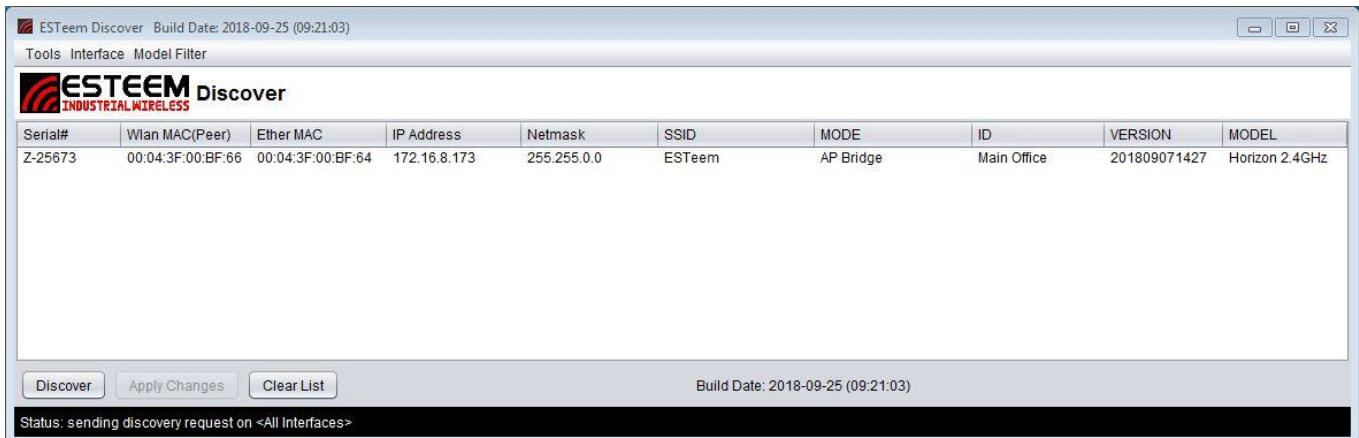 ESTeem Discover Build Date: 2018-09-25 (09:21:03)
Tools Interface Model Filter
ESTEEM Discover
INDUSTRIAL WIRELESS
Serial# Wlan MAC(Peer) Ether MAC IP Address Netmask SSID MODE ID VERSION MODEL
Z-25673 00:04:3F:00:BF:66 00:04:3F:00:BF:64 172.16.8.173 255.255.0.0 ESTeem AP Bridge Main Office 201809071427 Horizon 2.4GHz
Discover Apply Changes Clear List Build Date: 2018-09-25 (09:21:03)
Status: sending discovery request on <All Interfaces>